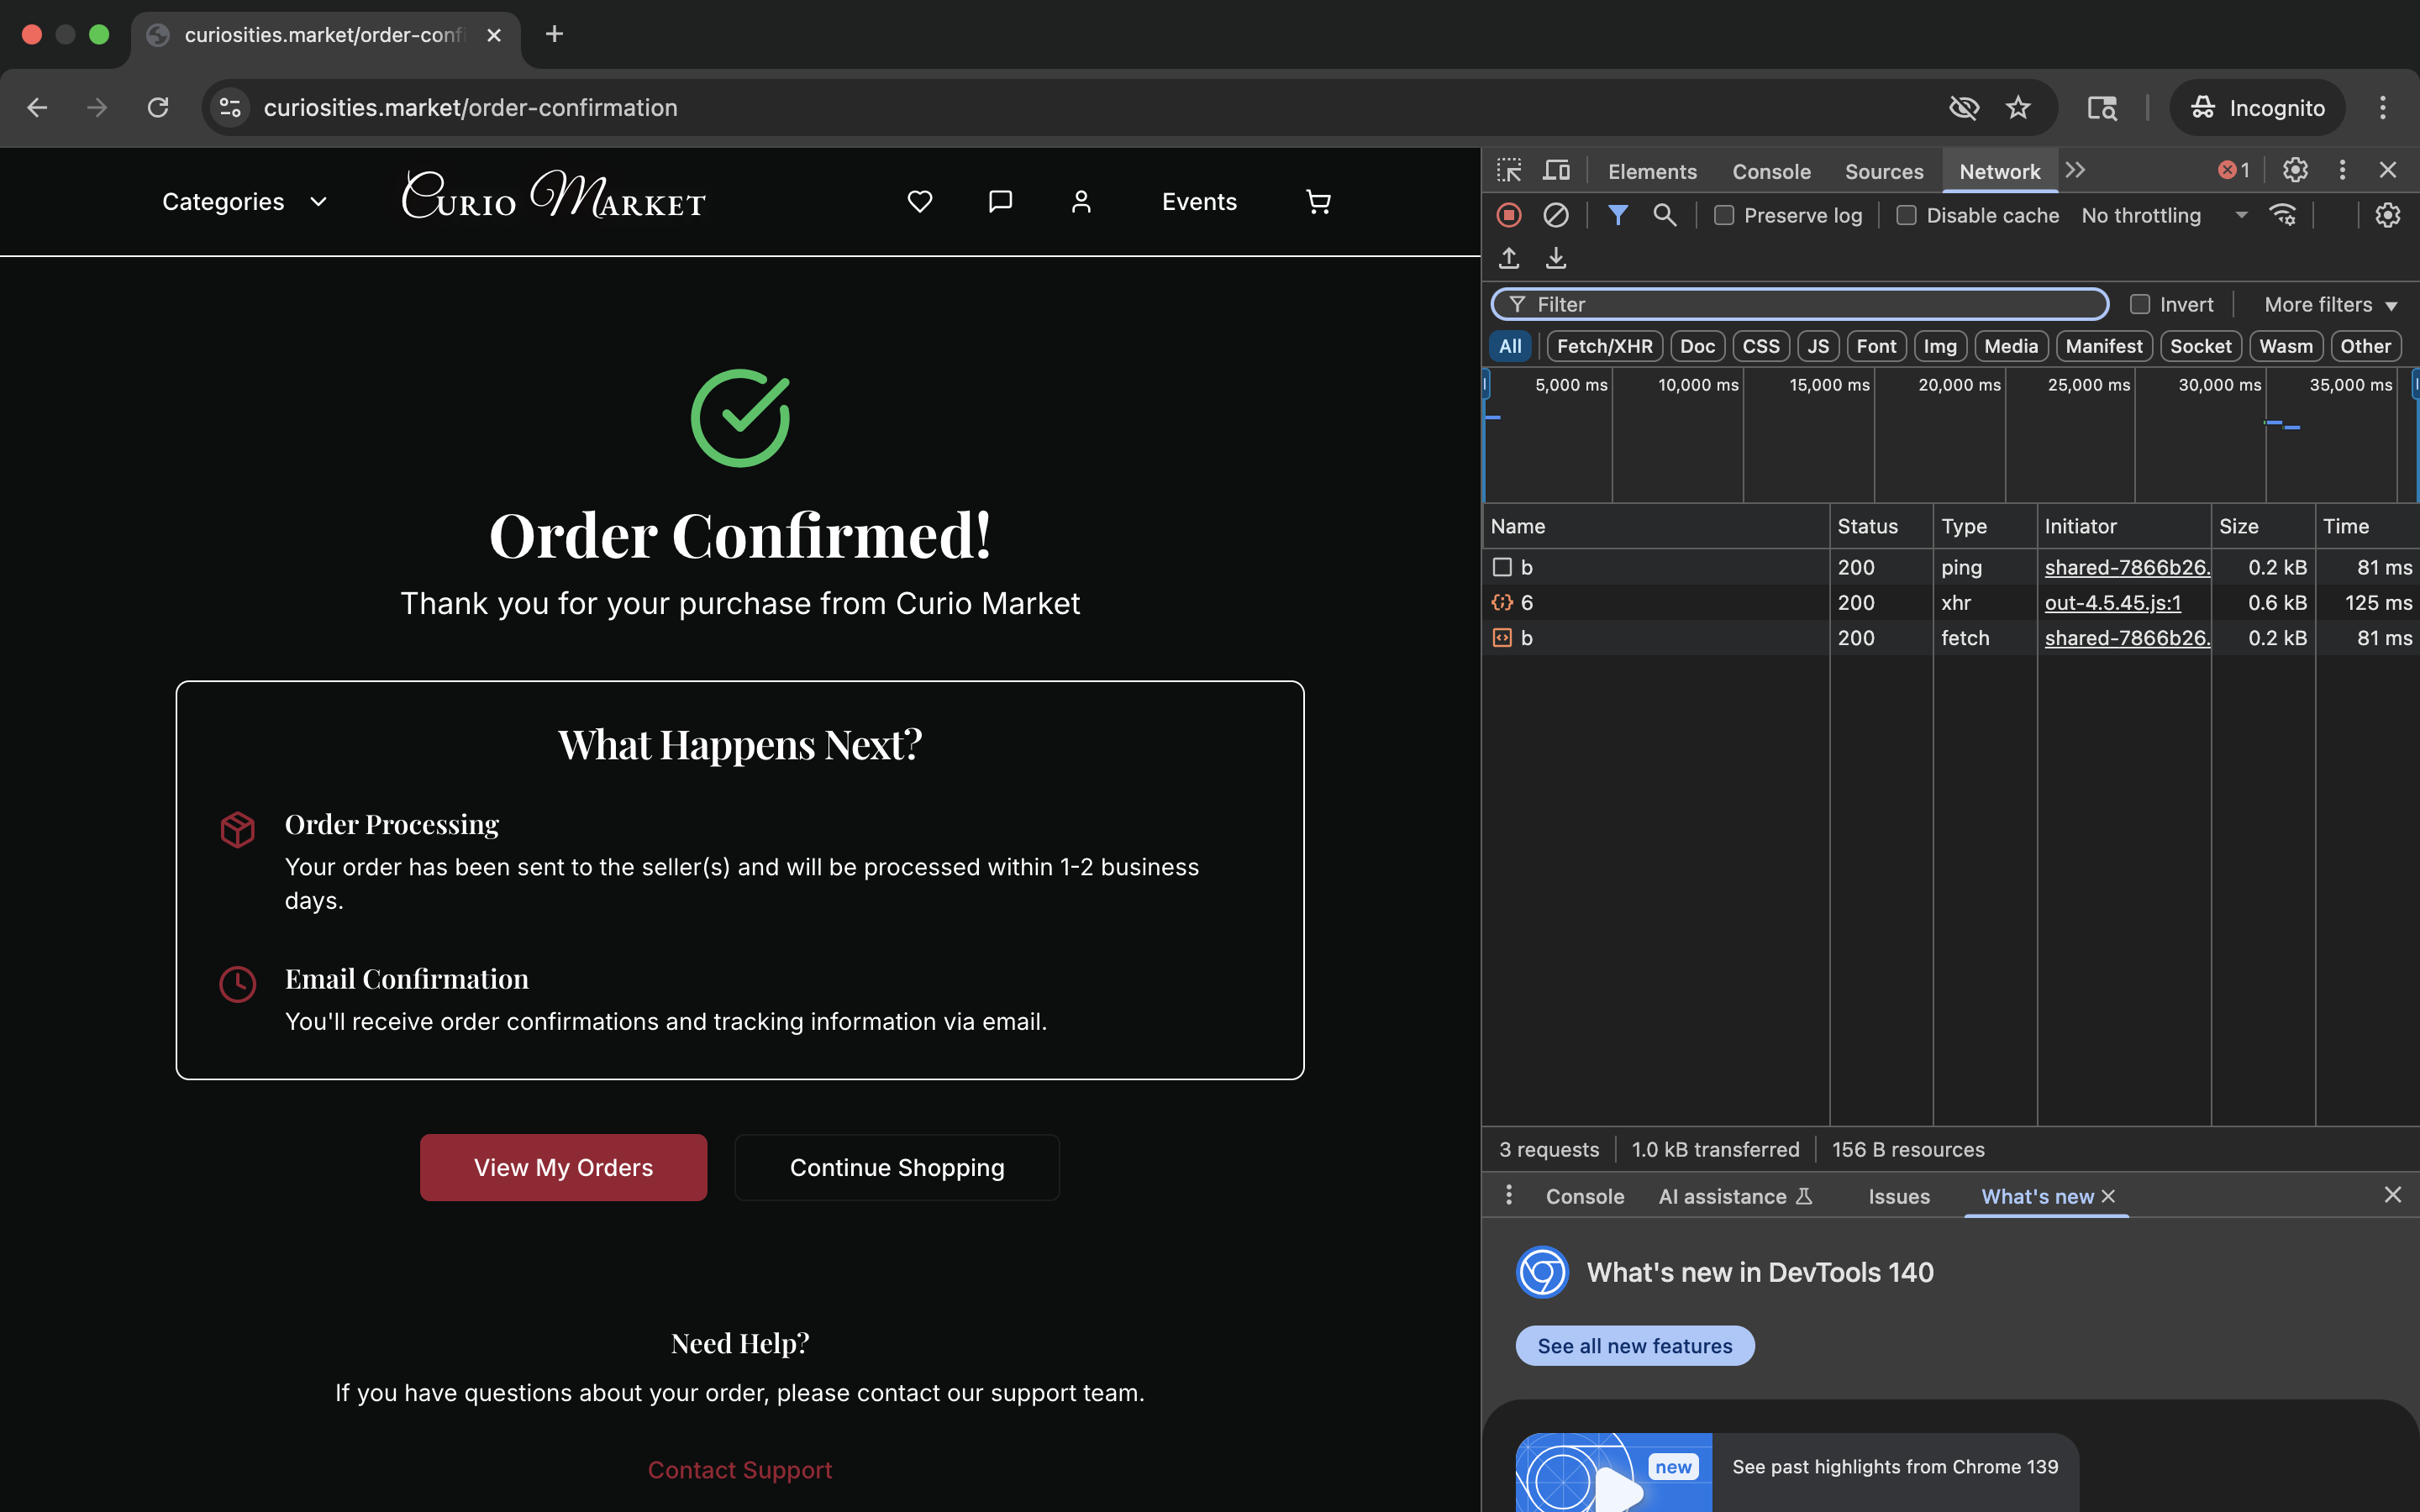 curiosities.market/order-conf
curiosities.market/order-confirmation
Incognito
Categories
Curio Market
Events
Order Confirmed!
Thank you for your purchase from Curio Market
What Happens Next?
Order Processing
Your order has been sent to the seller(s) and will be processed within 1-2 business
days.
Email Confirmation
You'll receive order confirmations and tracking information via email.
View My Orders
Continue Shopping
Need Help?
If you have questions about your order, please contact our support team.
Contact Support
Elements Console Sources Network 1
Preserve log Disable cache No throttling
Filter Invert More filters
All Fetch/XHR Doc CSS JS Font Img Media Manifest Socket Wasm Other
5,000 ms 10,000 ms 15,000 ms 20,000 ms 25,000 ms 30,000 ms 35,000 ms
Name Status Type Initiator Size Time
b 200 ping shared-7866b26. 0.2 kB 81 ms
6 200 xhr out-4.5.45.js:1 0.6 kB 125 ms
b 200 fetch shared-7866b26. 0.2 kB 81 ms
3 requests 1.0 kB transferred 156 B resources
Console AI assistance Issues What's new
What's new in DevTools 140
See all new features
new
See past highlights from Chrome 139